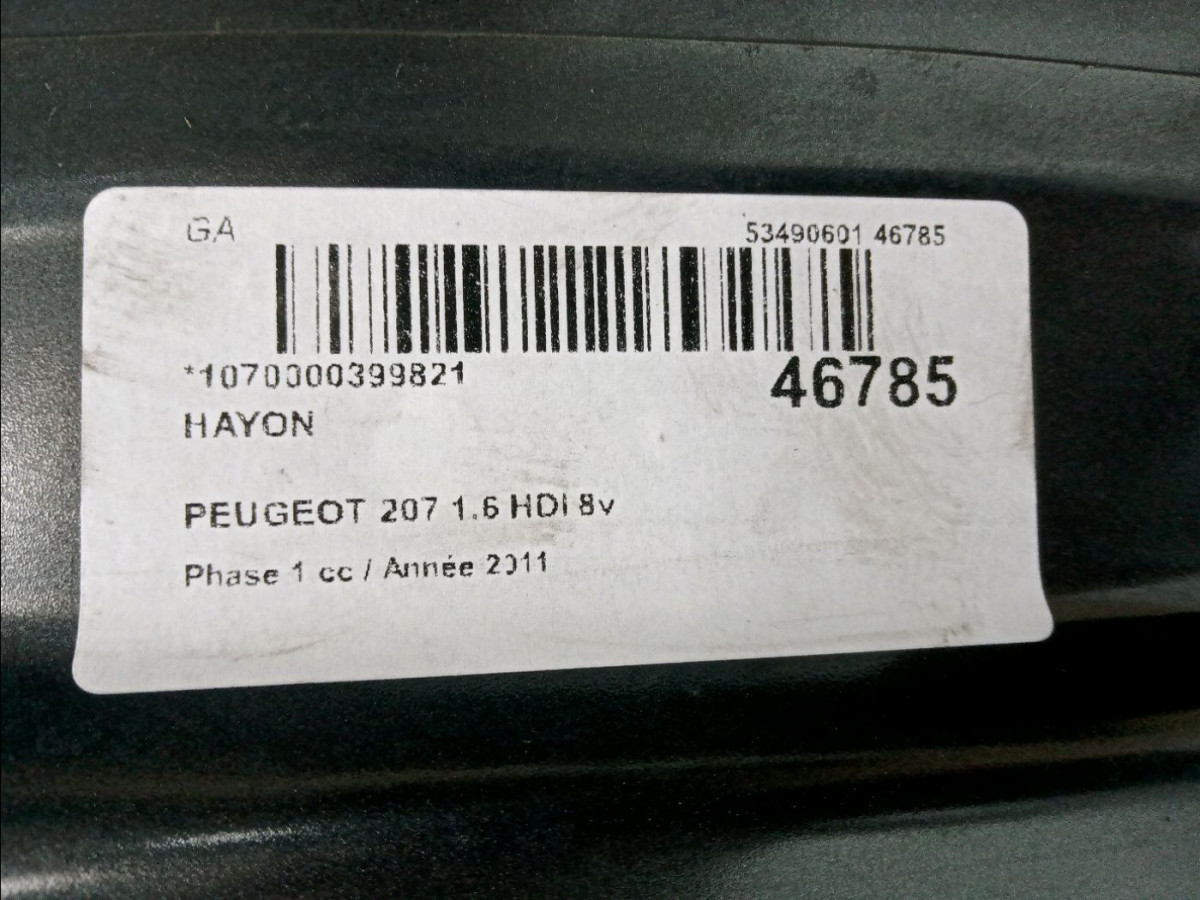 GA
53490601 46785
*1070000399821
46785
HAYON
PEUGEOT 207 1.6 HDI 8v
Phase 1 cc / Année 2011